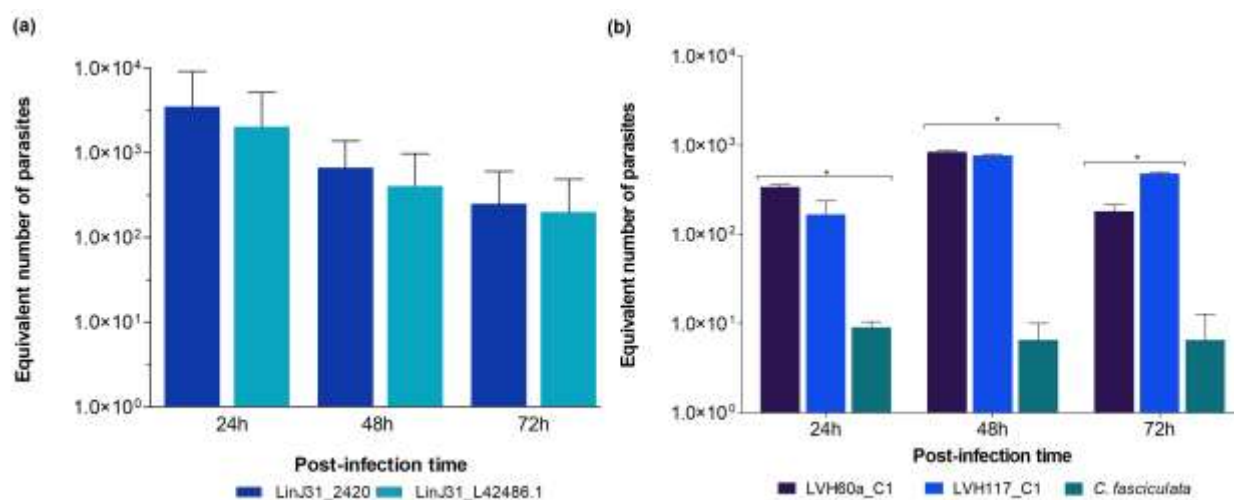 (a)
Equivalent number of parasites
1.0×10⁴
1.0×10³
1.0×10²
1.0×10¹
1.0×10⁰
24h 48h 72h
Post-infection time
LinJ31_2420 LinJ31_L42486.1
(b)
Equivalent number of parasites
1.0×10⁴
1.0×10³
1.0×10²
1.0×10¹
1.0×10⁰
* * *
24h 48h 72h
Post-infection time
LVH60a_C1 LVH117_C1 C. fasciculata